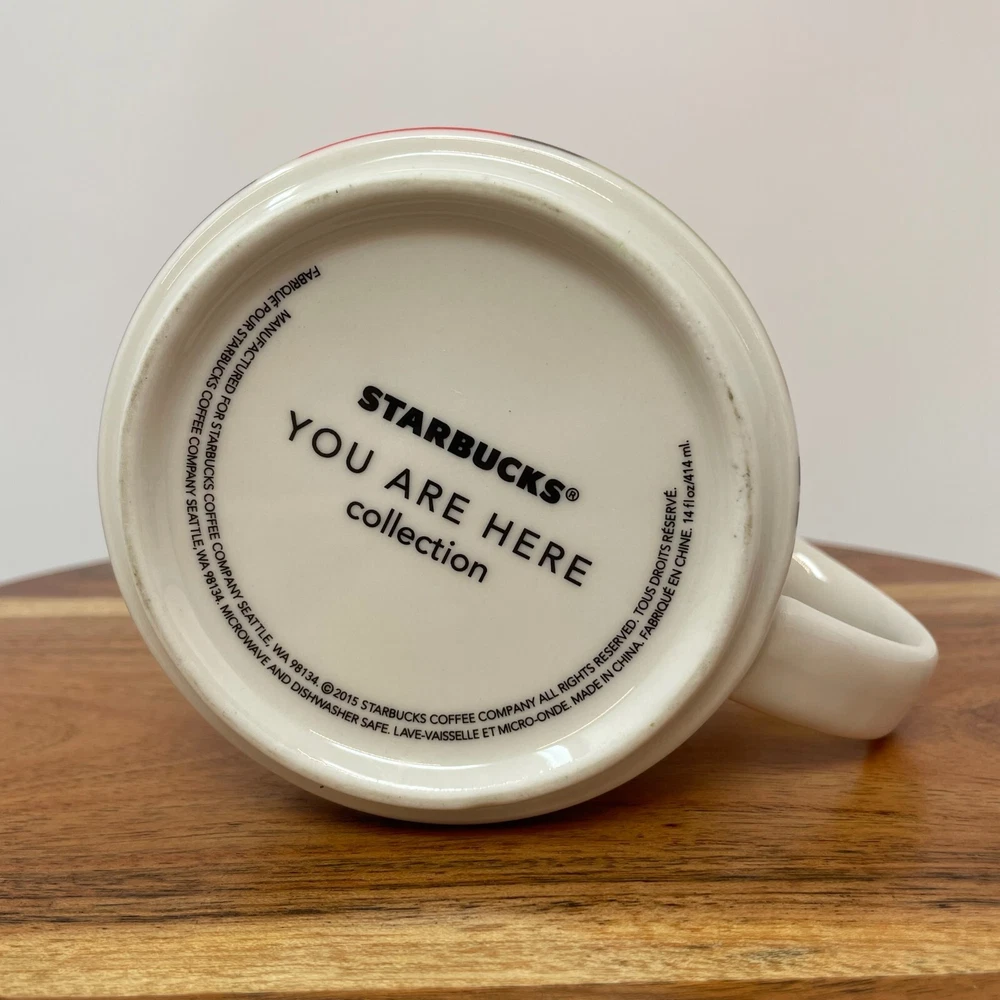 STARBUCKS®
YOU ARE HERE
collection
MANUFACTURED FOR STARBUCKS COFFEE COMPANY SEATTLE, WA 98134. ©2015 STARBUCKS COFFEE COMPANY ALL RIGHTS RESERVED. TOUS DROITS RÉSERVÉ.
FABRIQUÉ POUR STARBUCKS COFFEE COMPANY SEATTLE, WA 98134. MICROWAVE AND DISHWASHER SAFE. LAVE-VAISSELLE ET MICRO-ONDE. MADE IN CHINA. FABRIQUÉ EN CHINE. 14 fl oz/414 ml.